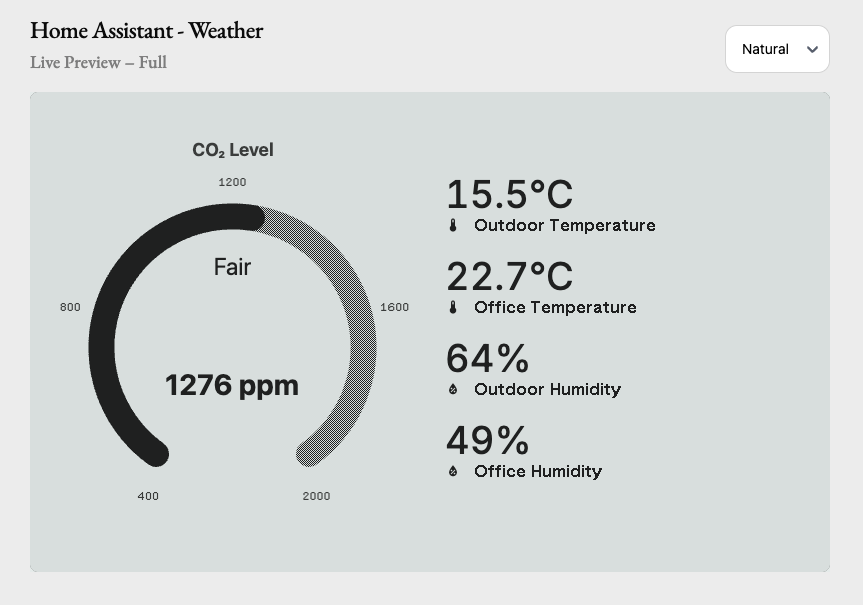 Home Assistant - Weather
Live Preview – Full
Natural
CO₂ Level
1200
Fair
800
1600
1276 ppm
400
2000
15.5°C
Outdoor Temperature
22.7°C
Office Temperature
64%
Outdoor Humidity
49%
Office Humidity